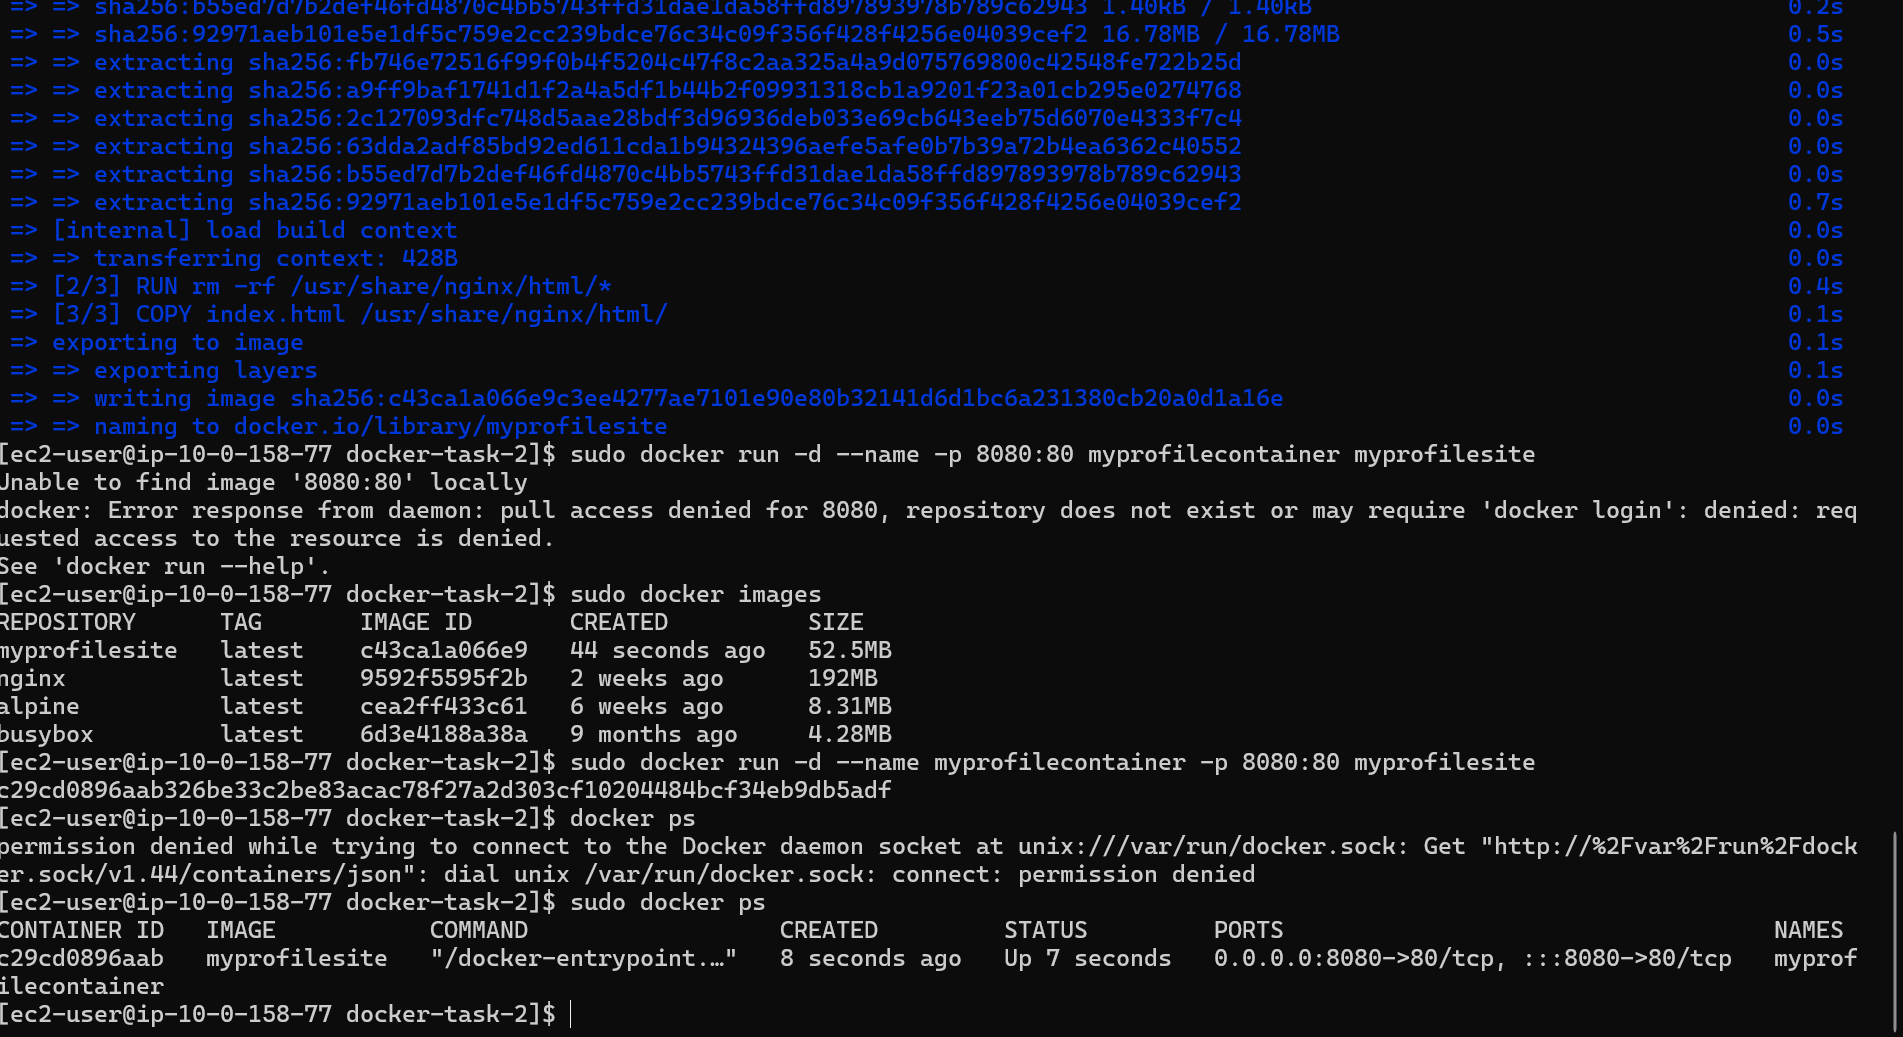 => => sha256:b55ed7d7b2def46fd4870c4bb5743ffd31dae1da58ffd897893978b789c62943 1.40kB / 1.40kB 0.2s
=> => sha256:92971aeb101e5e1df5c759e2cc239bdce76c34c09f356f428f4256e04039cef2 16.78MB / 16.78MB 0.5s
=> => extracting sha256:fb746e72516f99f0b4f5204c47f8c2aa325a4a9d075769800c42548fe722b25d 0.0s
=> => extracting sha256:a9ff9baf1741d1f2a4a5df1b44b2f09931318cb1a9201f23a01cb295e0274768 0.0s
=> => extracting sha256:2c127093dfc748d5aae28bdf3d96936deb033e69cb643eeb75d6070e4333f7c4 0.0s
=> => extracting sha256:63dda2adf85bd92ed611cda1b94324396aefe5afe0b7b39a72b4ea6362c40552 0.0s
=> => extracting sha256:b55ed7d7b2def46fd4870c4bb5743ffd31dae1da58ffd897893978b789c62943 0.0s
=> => extracting sha256:92971aeb101e5e1df5c759e2cc239bdce76c34c09f356f428f4256e04039cef2 0.7s
=> [internal] load build context 0.0s
=> => transferring context: 428B 0.0s
=> [2/3] RUN rm -rf /usr/share/nginx/html/* 0.4s
=> [3/3] COPY index.html /usr/share/nginx/html/ 0.1s
=> exporting to image 0.1s
=> => exporting layers 0.1s
=> => writing image sha256:c43ca1a066e9c3ee4277ae7101e90e80b32141d6d1bc6a231380cb20a0d1a16e 0.0s
=> => naming to docker.io/library/myprofilesite 0.0s
[ec2-user@ip-10-0-158-77 docker-task-2]$ sudo docker run -d --name -p 8080:80 myprofilecontainer myprofilesite
Unable to find image '8080:80' locally
docker: Error response from daemon: pull access denied for 8080, repository does not exist or may require 'docker login': denied: req
uested access to the resource is denied.
See 'docker run --help'.
[ec2-user@ip-10-0-158-77 docker-task-2]$ sudo docker images
REPOSITORY TAG IMAGE ID CREATED SIZE
myprofilesite latest c43ca1a066e9 44 seconds ago 52.5MB
nginx latest 9592f5595f2b 2 weeks ago 192MB
alpine latest cea2ff433c61 6 weeks ago 8.31MB
busybox latest 6d3e4188a38a 9 months ago 4.28MB
[ec2-user@ip-10-0-158-77 docker-task-2]$ sudo docker run -d --name myprofilecontainer -p 8080:80 myprofilesite
c29cd0896aab326be33c2be83acac78f27a2d303cf10204484bcf34eb9db5adf
[ec2-user@ip-10-0-158-77 docker-task-2]$ docker ps
permission denied while trying to connect to the Docker daemon socket at unix:///var/run/docker.sock: Get "http://%2Fvar%2Frun%2Fdock
er.sock/v1.44/containers/json": dial unix /var/run/docker.sock: connect: permission denied
[ec2-user@ip-10-0-158-77 docker-task-2]$ sudo docker ps
CONTAINER ID IMAGE COMMAND CREATED STATUS PORTS NAMES
c29cd0896aab myprofilesite "/docker-entrypoint.…" 8 seconds ago Up 7 seconds 0.0.0.0:8080->80/tcp, :::8080->80/tcp myprof
ilecontainer
[ec2-user@ip-10-0-158-77 docker-task-2]$